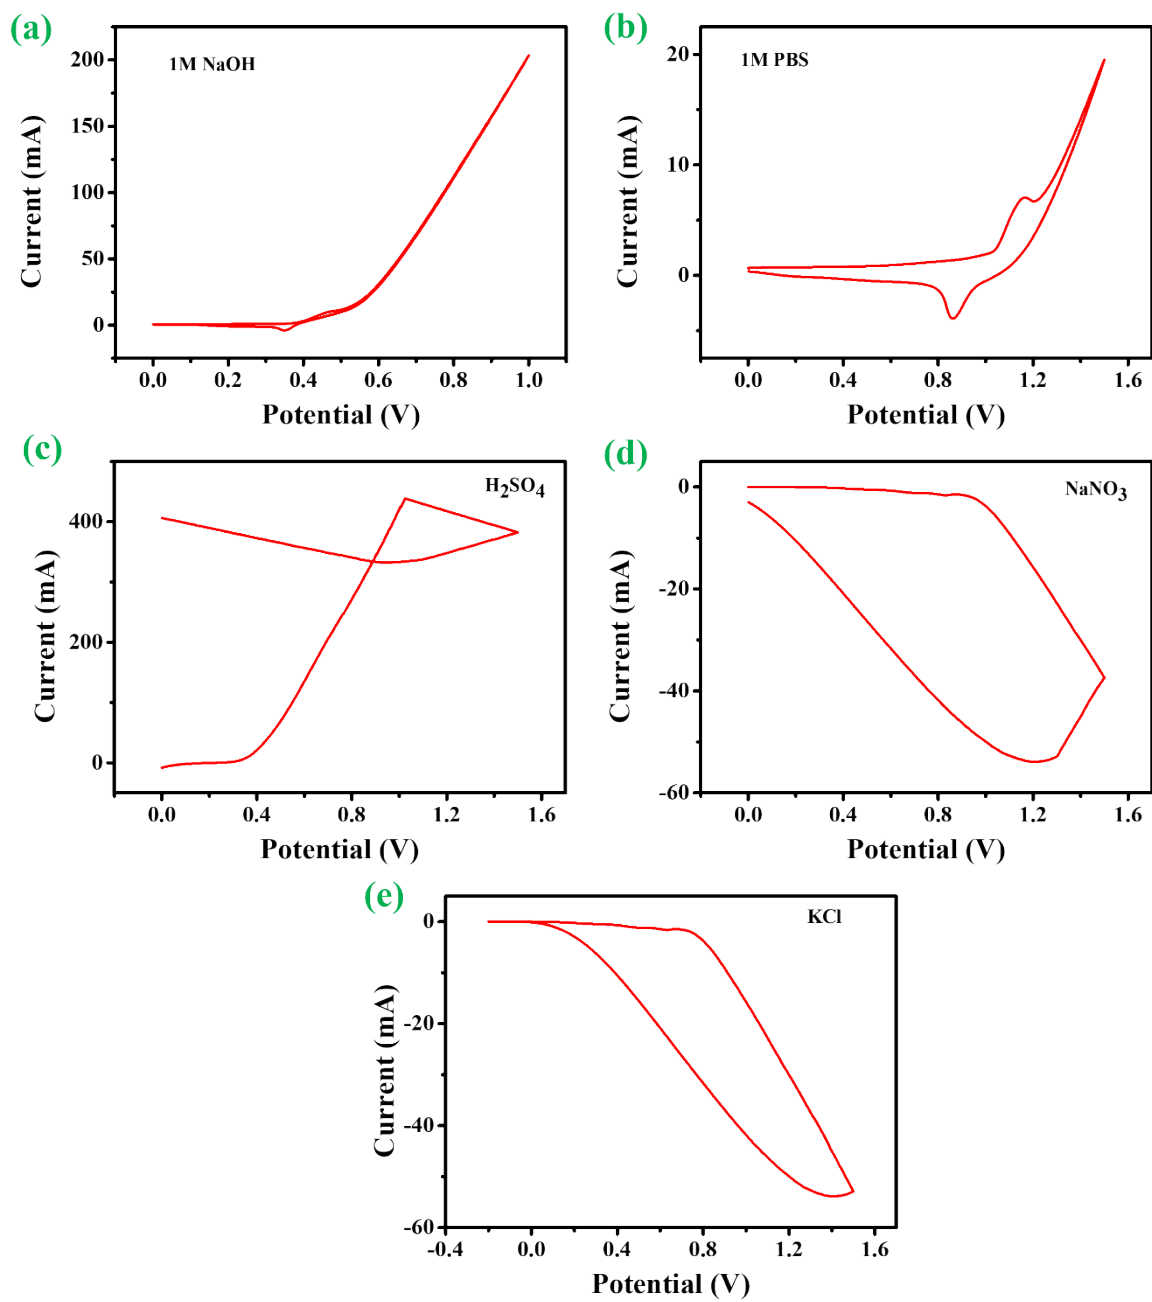 (a)
1M NaOH
Current (mA)
200
150
100
50
0
0.0 0.2 0.4 0.6 0.8 1.0
Potential (V)
(b)
1M PBS
Current (mA)
20
10
0
0.0 0.4 0.8 1.2 1.6
Potential (V)
(c)
H2SO4
Current (mA)
400
200
0
0.0 0.4 0.8 1.2 1.6
Potential (V)
(d)
NaNO3
Current (mA)
0
-20
-40
-60
0.0 0.4 0.8 1.2 1.6
Potential (V)
(e)
KCl
Current (mA)
0
-20
-40
-60
-0.4 0.0 0.4 0.8 1.2 1.6
Potential (V)